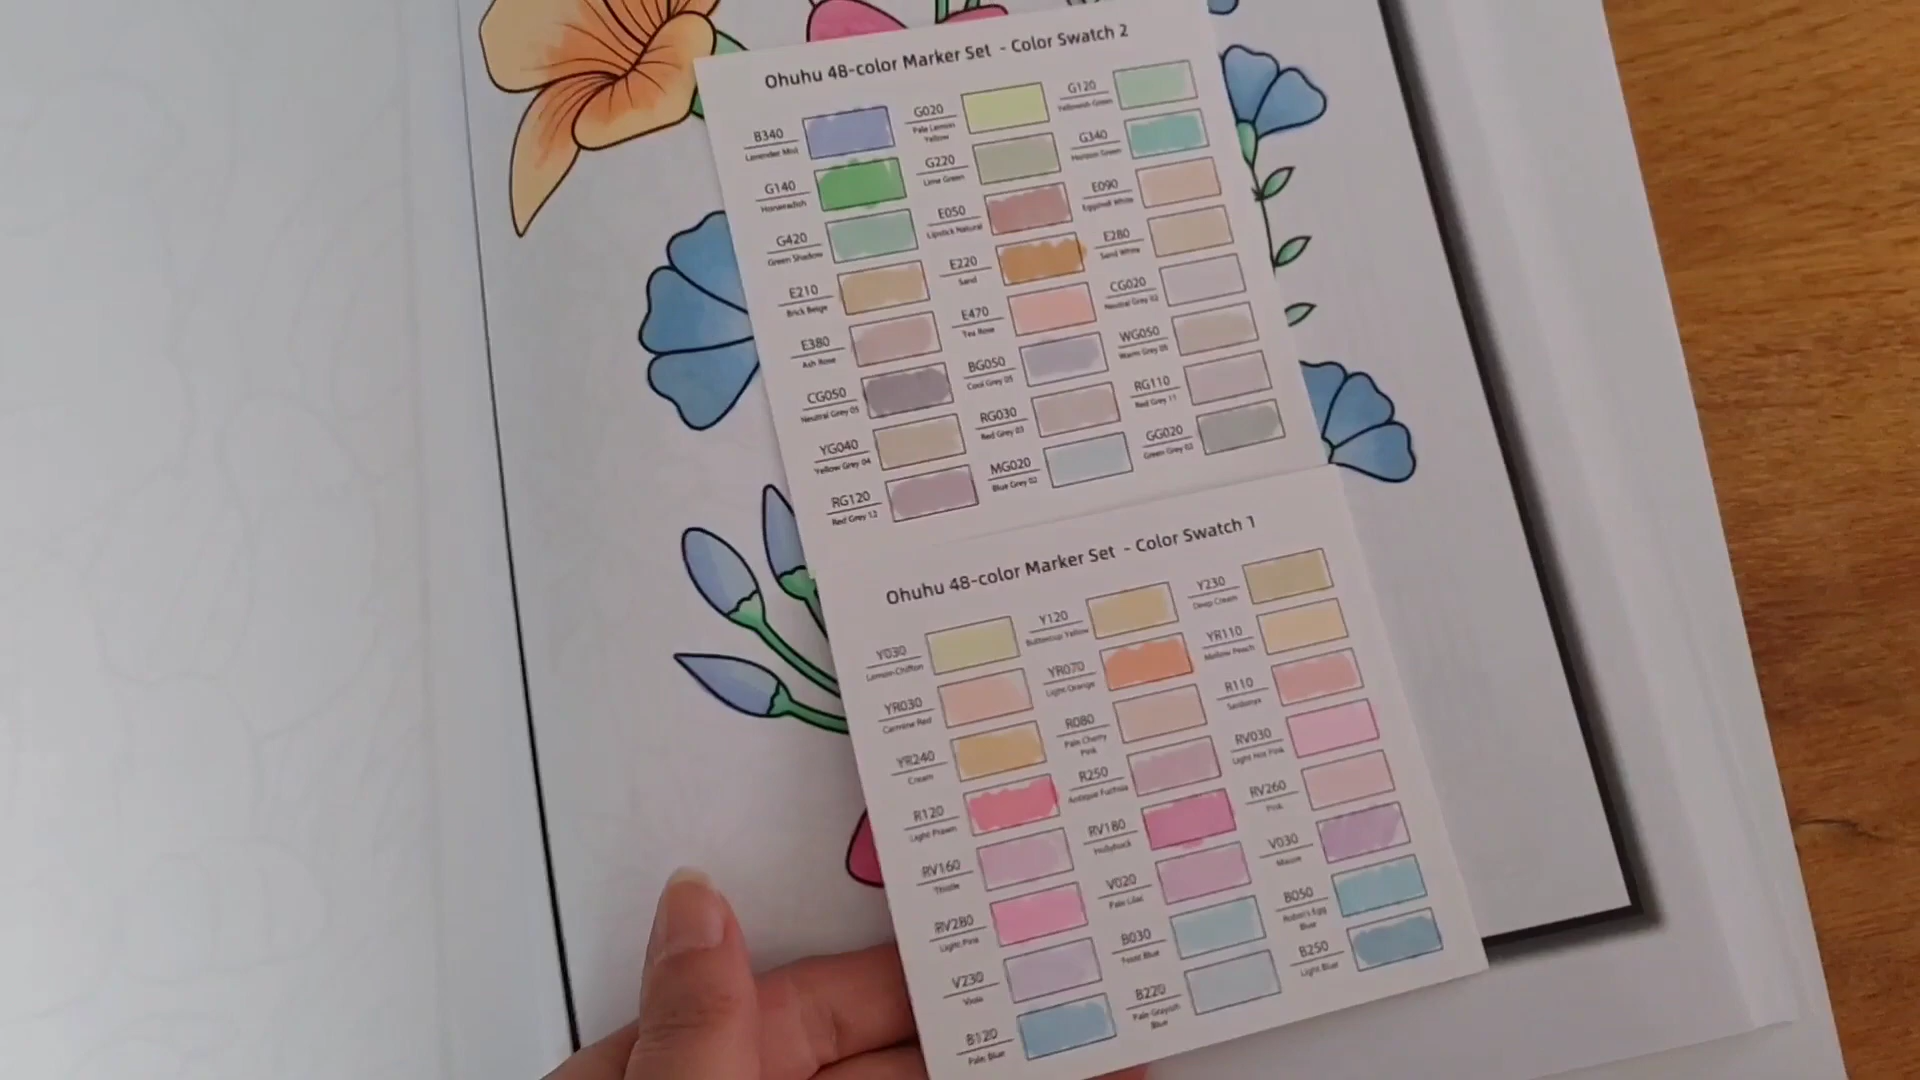 Ohuhu 48-color Marker Set - Color Swatch 2
B340
Lavender Mist
G020
Pale Lemon
Yellow
G120
Yellowish Green
G140
Horseradish
G220
Lime Green
G340
Horizon Green
G420
Green Shadow
E050
Lipstick Natural
E090
Eggshell White
E210
Brick Beige
E220
Sand
E280
Sand White
E380
Ash Rose
E470
Tea Rose
CG020
Neutral Grey 02
CG050
Neutral Grey 05
BG050
Cool Grey 05
WG050
Warm Grey 05
YG040
Yellow Grey 04
RG030
Red Grey 03
RG110
Red Grey 11
RG120
Red Grey 12
MG020
Blue Grey 02
GG020
Green Grey 02
Ohuhu 48-color Marker Set - Color Swatch 1
Y030
Lemon Chiffon
Y120
Buttercup Yellow
Y230
Deep Cream
YR030
Carmine Red
YR070
Light Orange
YR110
Mellow Peach
YR240
Cream
R080
Pale Cherry
Pink
R110
Sardonyx
R120
Light Prawn
R250
Antique Fuchsia
RV030
Light Hot Pink
RV160
Thistle
RV180
Hollyhock
RV260
Pink
RV280
Light Pink
V020
Pale Lilac
V030
Mauve
V230
Viola
B030
Frost Blue
B050
Robin's Egg
Blue
B120
Pale Blue
B220
Pale Grayish
Blue
B250
Light Blue